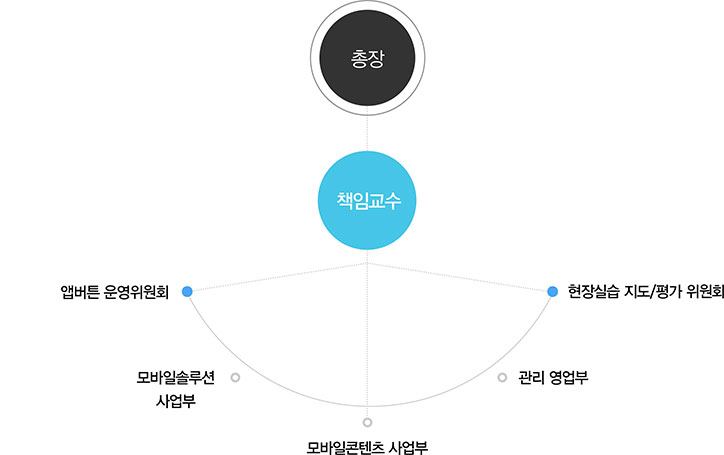 총장
책임교수
앱버튼 운영위원회
현장실습 지도/평가 위원회
모바일솔루션
사업부
관리 영업부
모바일콘텐츠 사업부